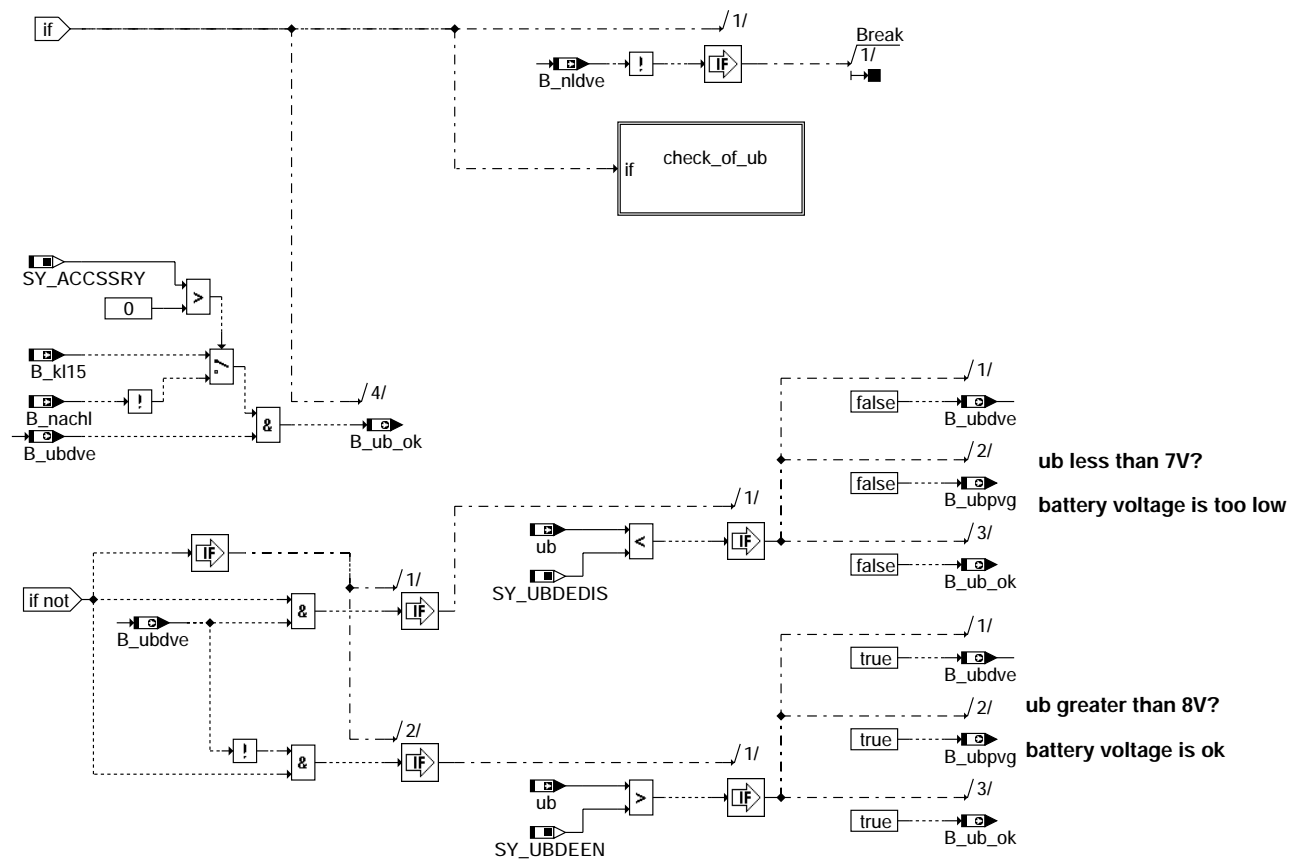 if
1/
Break
1/
B_nldve
!
IF
check_of_ub
if
SY_ACCSSRY
>
0
B_kl15
B_nachl
!
4/
B_ubdve
&
B_ub_ok
1/
false
B_ubdve
2/
ub less than 7V?
false
B_ubpvg
battery voltage is too low
1/
ub
<
IF
3/
SY_UBDEDIS
false
B_ub_ok
IF
1/
if not
&
IF
B_ubdve
1/
true
B_ubdve
2/
ub greater than 8V?
2/
true
B_ubpvg
battery voltage is ok
!
&
IF
1/
ub
>
IF
3/
SY_UBDEEN
true
B_ub_ok